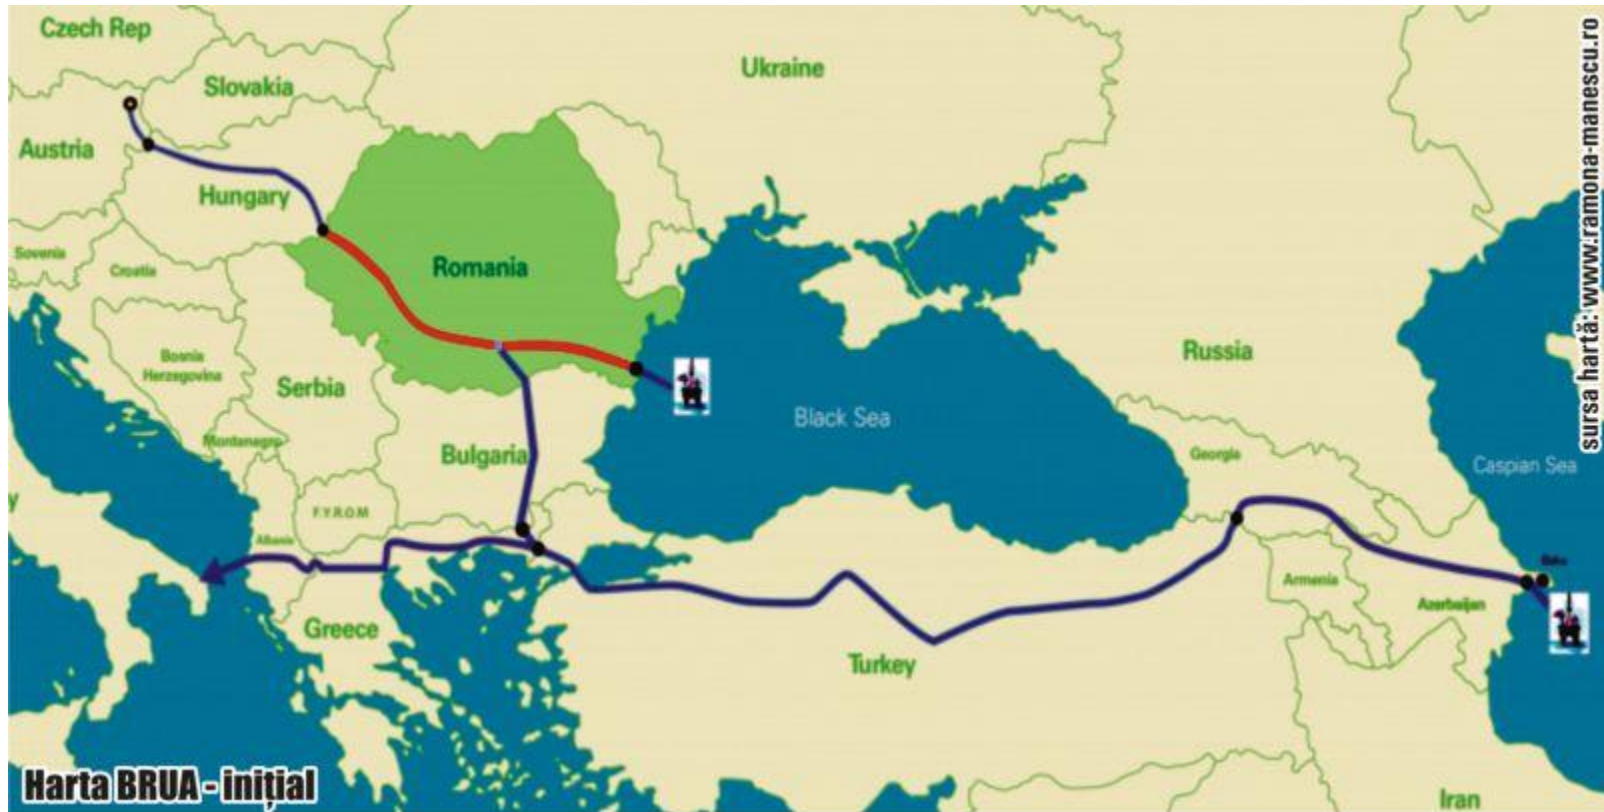 Czech Rep
Slovakia
Ukraine
Austria
Hungary
Sovenia
Croatia
Romania
Bosnia
Herzegovina
Serbia
Russia
Black Sea
Montenegro
Bulgaria
Georgia
Caspian Sea
y
F.Y.R.O.M
Albania
Armenia
Azerbaijan
Greece
Turkey
Iran
Harta BRUA - inițial
sursa hartă: www.ramona-manescu.ro